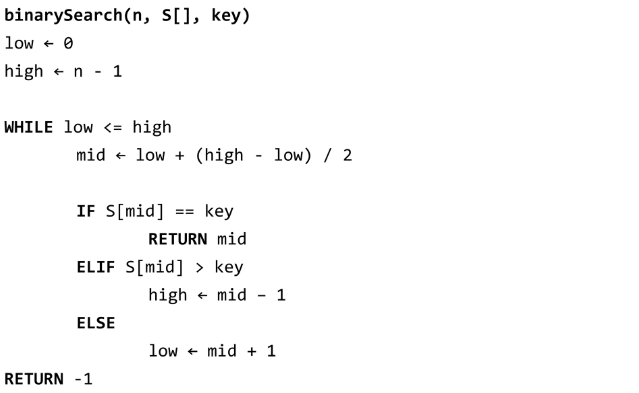 binarySearch(n, S[], key)
low ← 0
high ← n - 1
WHILE low <= high
mid ← low + (high - low) / 2
IF S[mid] == key
RETURN mid
ELIF S[mid] > key
high ← mid – 1
ELSE
low ← mid + 1
RETURN -1